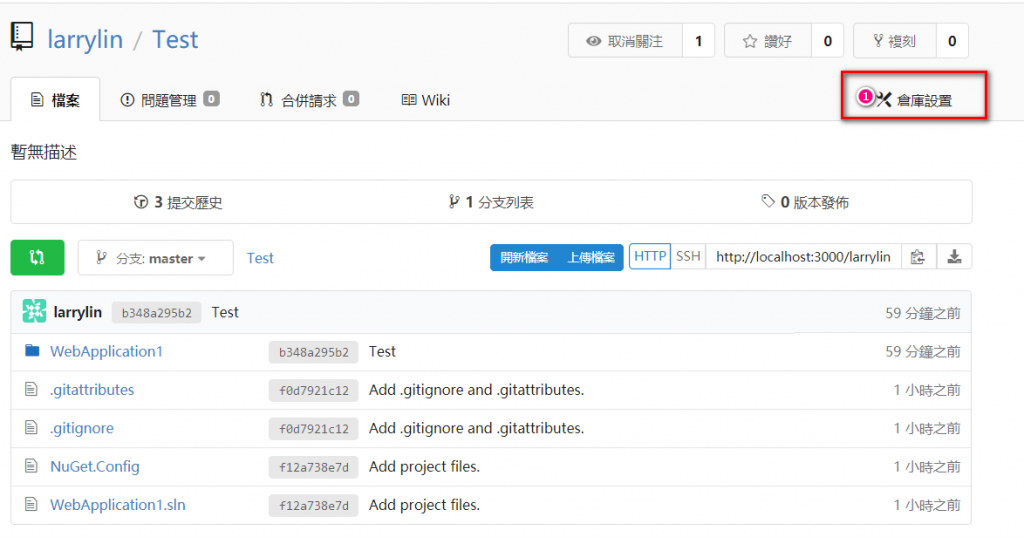 larrylin / Test 取消關注 1 讚好 0 複刻 0
檔案 問題管理 0 合併請求 0 Wiki 1 倉庫設置
暫無描述
3 提交歷史 1 分支列表 0 版本發佈
分支: master Test 開新檔案 上傳檔案 HTTP SSH http://localhost:3000/larrylin
larrylin b348a295b2 Test 59 分鐘之前
WebApplication1 b348a295b2 Test 59 分鐘之前
.gitattributes f0d7921c12 Add .gitignore and .gitattributes. 1 小時之前
.gitignore f0d7921c12 Add .gitignore and .gitattributes. 1 小時之前
NuGet.Config f12a738e7d Add project files. 1 小時之前
WebApplication1.sln f12a738e7d Add project files. 1 小時之前